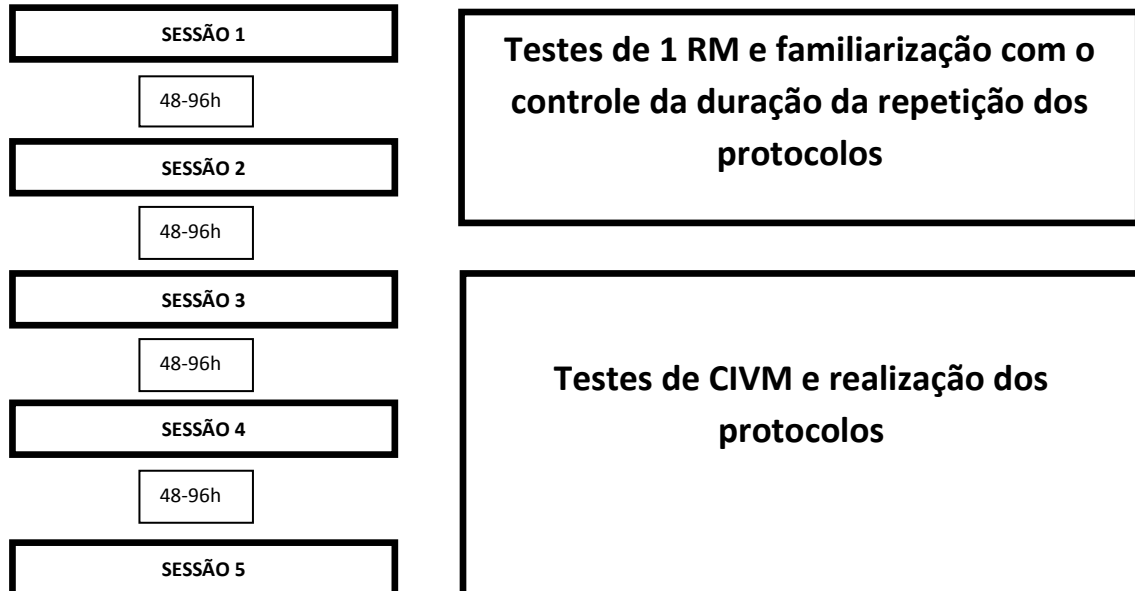 SESSÃO 1
48-96h
SESSÃO 2
48-96h
SESSÃO 3
48-96h
SESSÃO 4
48-96h
SESSÃO 5
Testes de 1 RM e familiarização com o
controle da duração da repetição dos
protocolos
Testes de CIVM e realização dos
protocolos